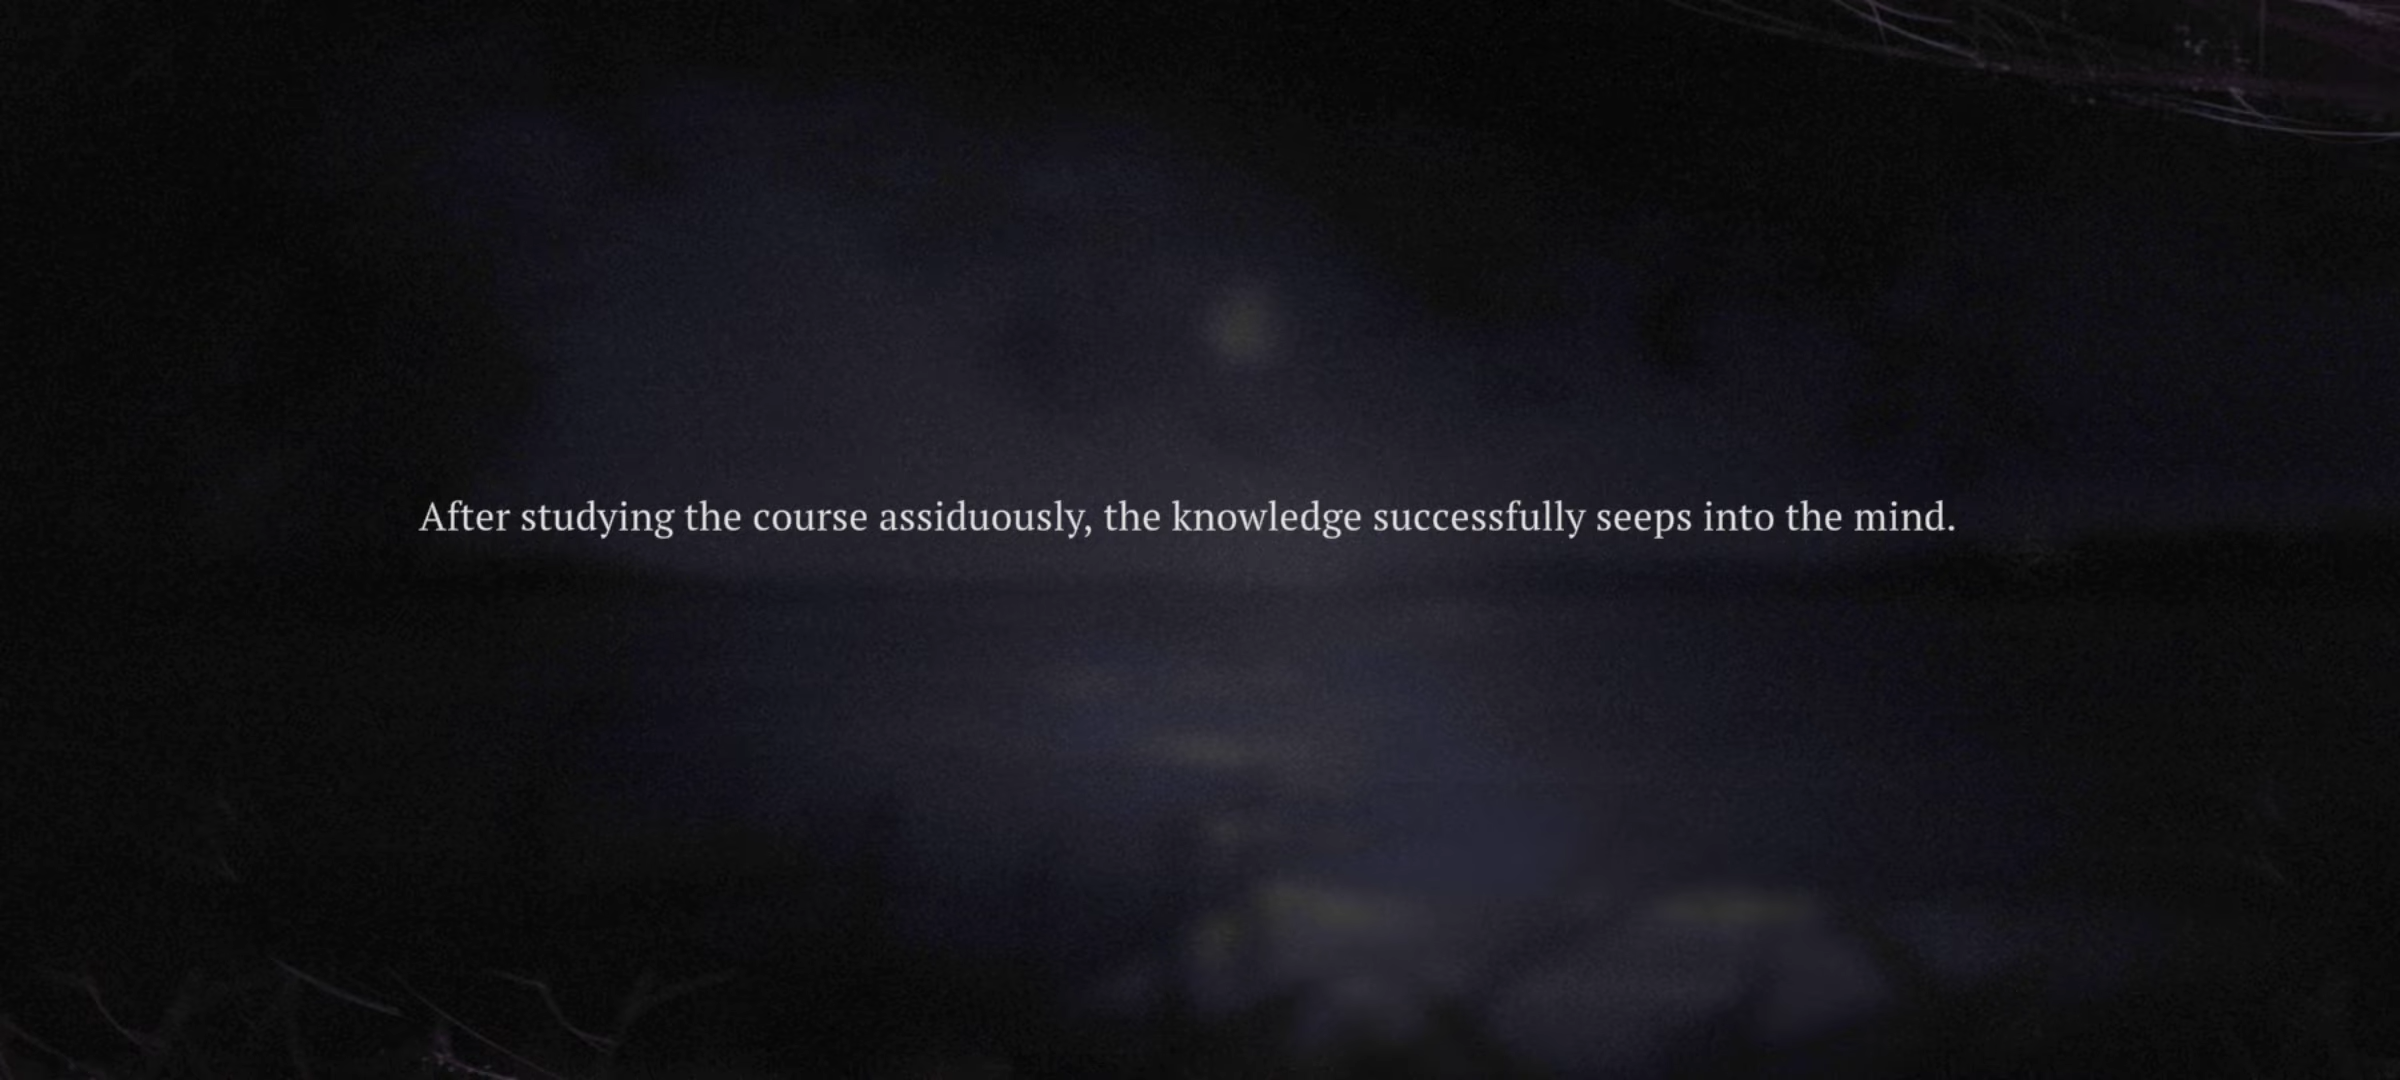 After studying the course assiduously, the knowledge successfully seeps into the mind.